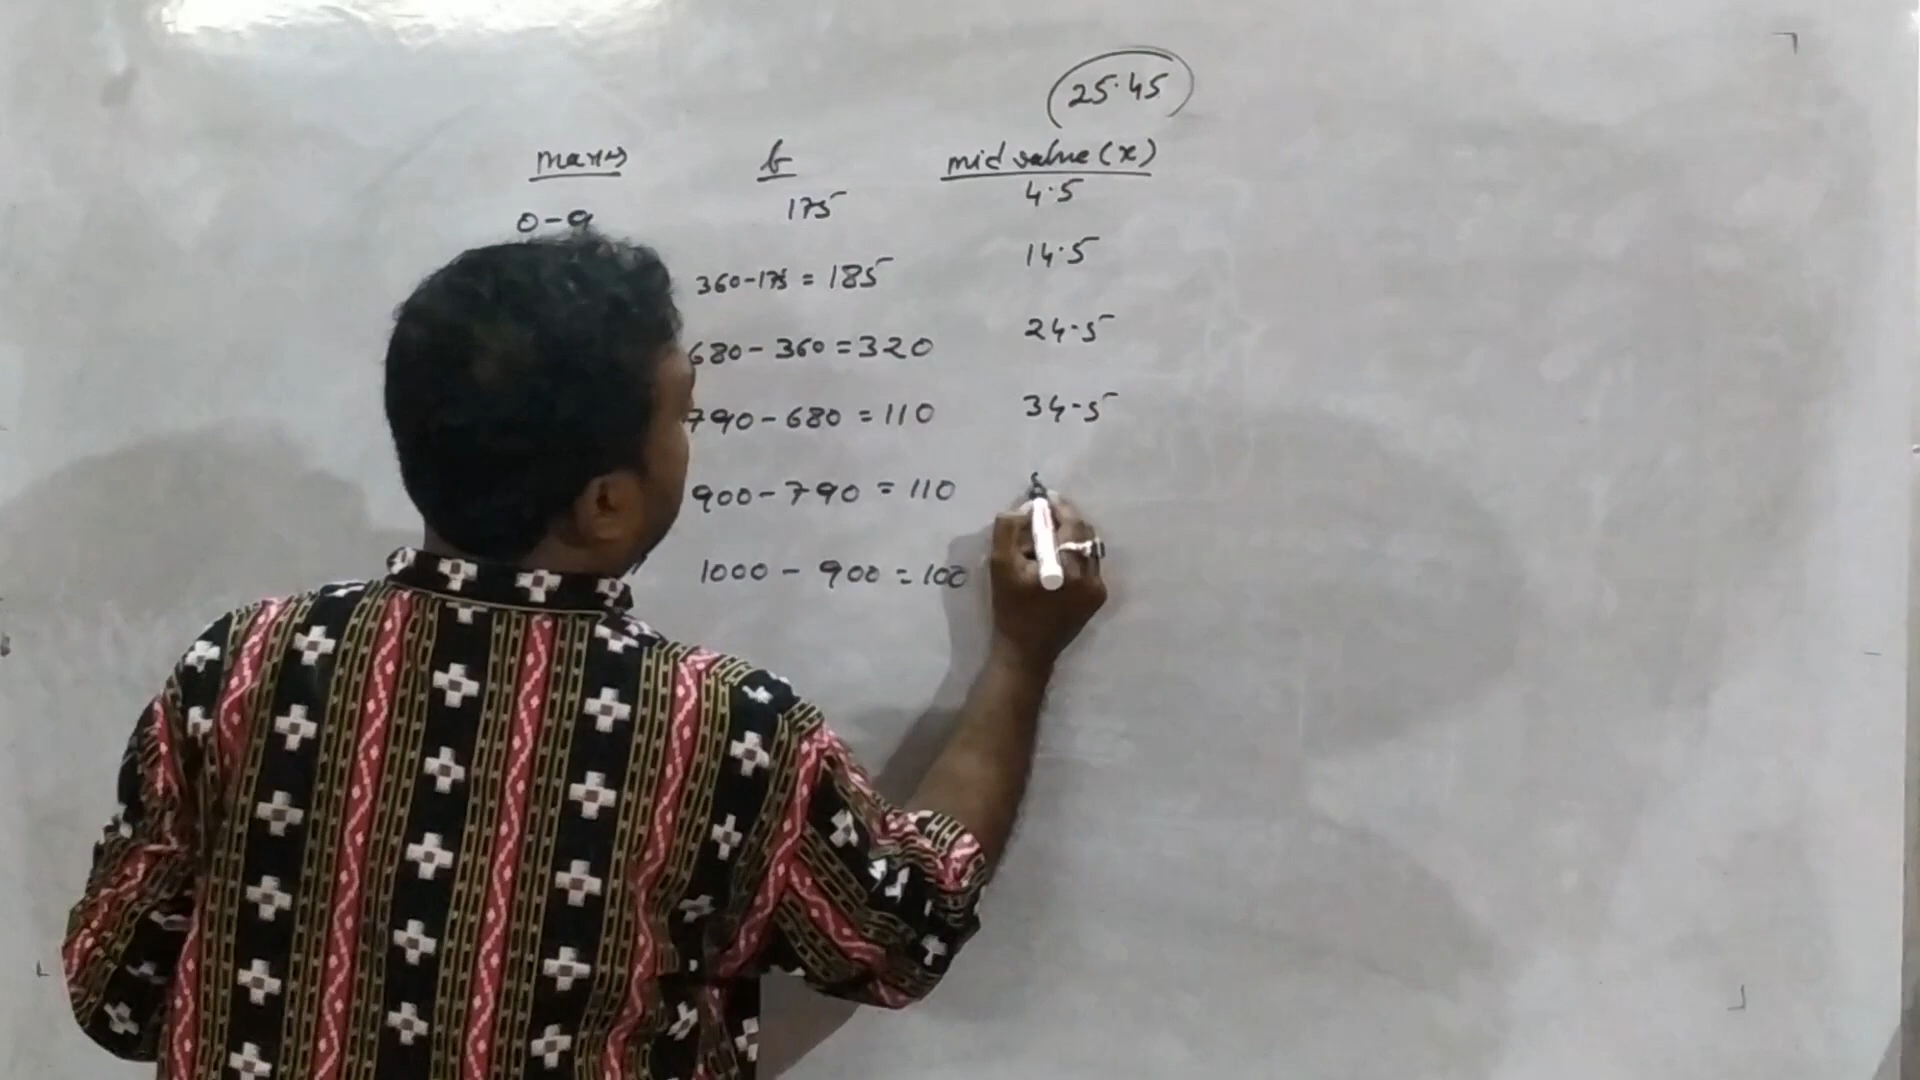 25.45
marks f mid value (x)
0-9 175 4.5
360-175 = 185 14.5
680-360 = 320 24.5
790-680 = 110 34.5
900-790 = 110
1000-900 = 100